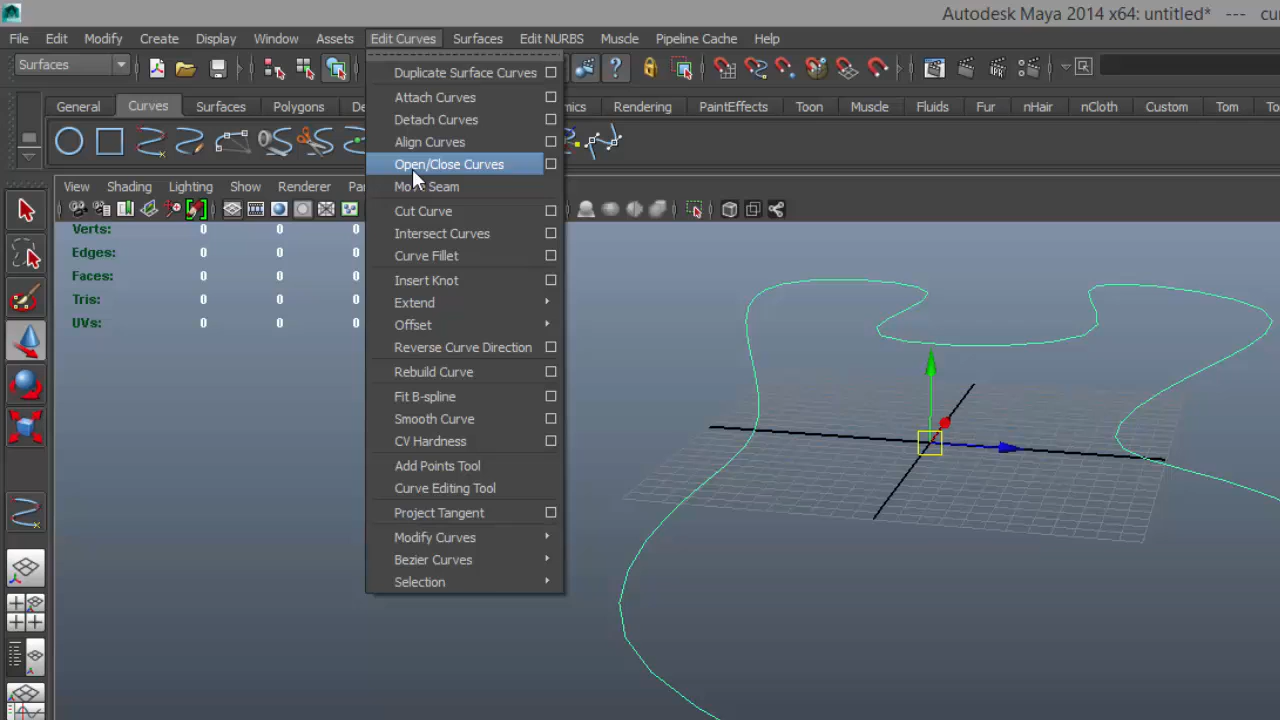 Autodesk Maya 2014 x64: untitled* --- cu
File Edit Modify Create Display Window Assets Edit Curves Surfaces Edit NURBS Muscle Pipeline Cache Help
Surfaces
General Curves Surfaces Polygons De mics Rendering PaintEffects Toon Muscle Fluids Fur nHair nCloth Custom Tom T
View Shading Lighting Show Renderer Pa
Verts: 0 0 0
Edges: 0 0 0
Faces: 0 0 0
Tris: 0 0 0
UVs: 0 0 0
Duplicate Surface Curves
Attach Curves
Detach Curves
Align Curves
Open/Close Curves
Move Seam
Cut Curve
Intersect Curves
Curve Fillet
Insert Knot
Extend
Offset
Reverse Curve Direction
Rebuild Curve
Fit B-spline
Smooth Curve
CV Hardness
Add Points Tool
Curve Editing Tool
Project Tangent
Modify Curves
Bezier Curves
Selection